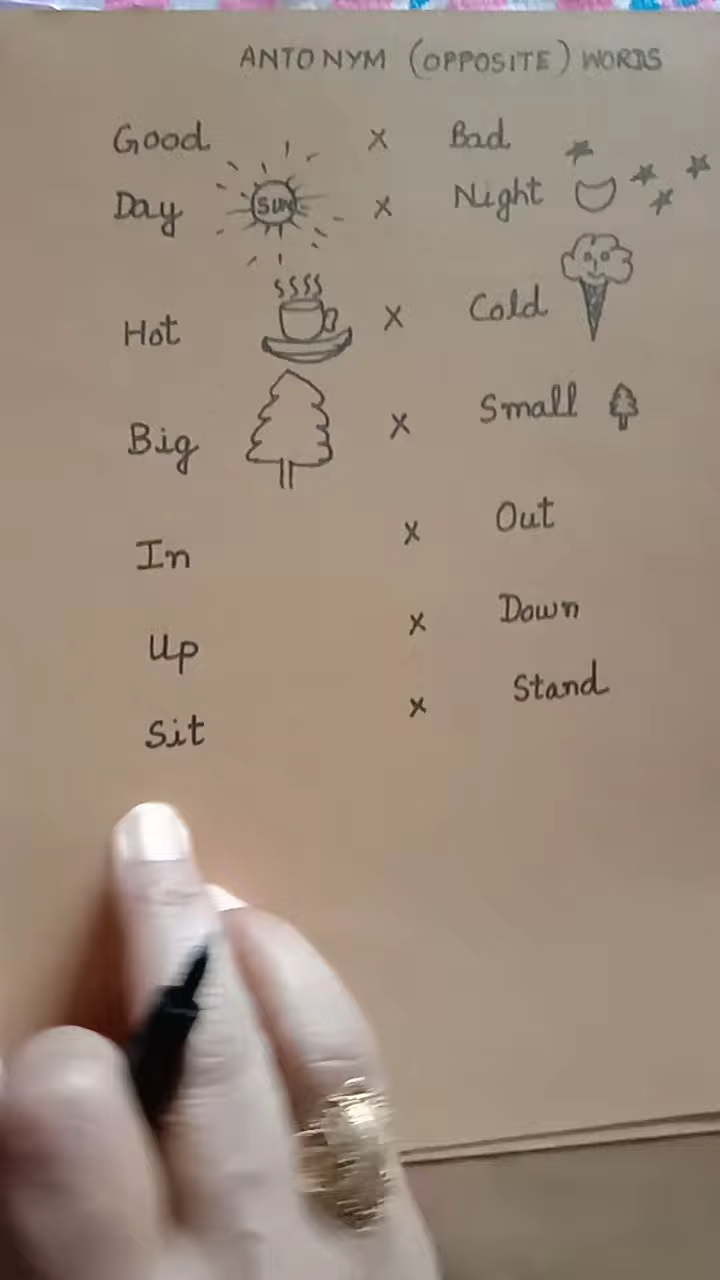 ANTONYM (OPPOSITE) WORDS
Good x Bad
Day SUN x Night
Hot x Cold
Big x Small
In x Out
Up x Down
Sit x Stand